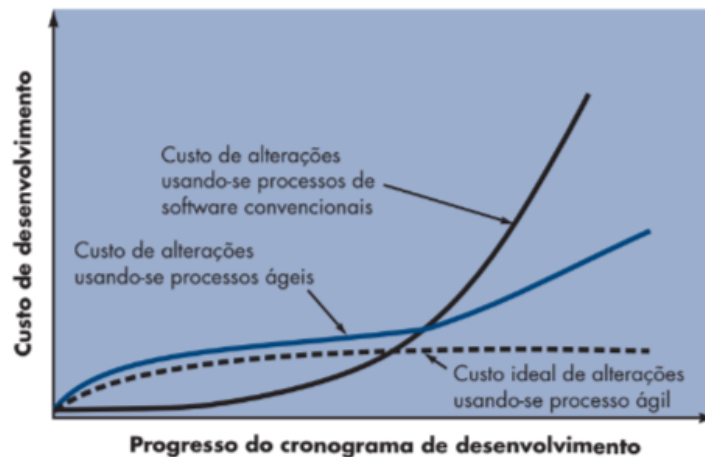 Custo de desenvolvimento
Custo de alterações
usando-se processos de
software convencionais
Custo de alterações
usando-se processos ágeis
Custo ideal de alterações
usando-se processo ágil
Progresso do cronograma de desenvolvimento